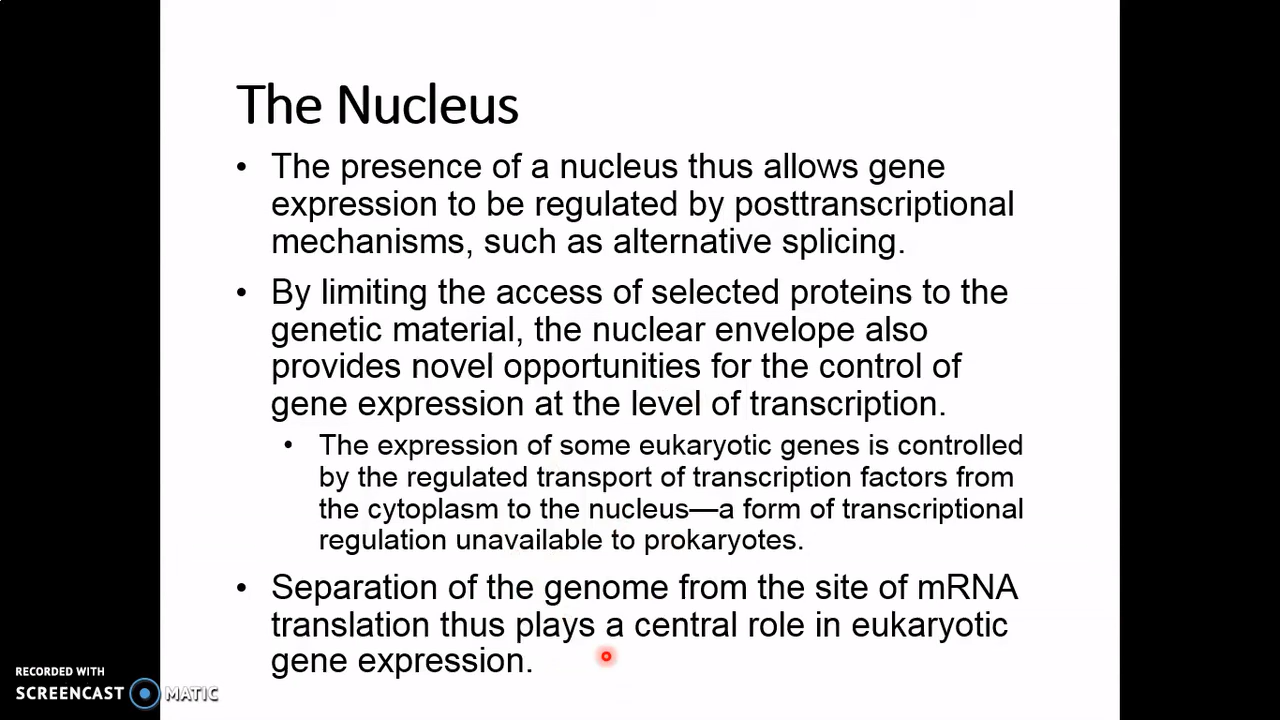 The Nucleus
• The presence of a nucleus thus allows gene
expression to be regulated by posttranscriptional
mechanisms, such as alternative splicing.
• By limiting the access of selected proteins to the
genetic material, the nuclear envelope also
provides novel opportunities for the control of
gene expression at the level of transcription.
• The expression of some eukaryotic genes is controlled
by the regulated transport of transcription factors from
the cytoplasm to the nucleus—a form of transcriptional
regulation unavailable to prokaryotes.
• Separation of the genome from the site of mRNA
translation thus plays a central role in eukaryotic
gene expression.
RECORDED WITH
SCREENCAST MATIC